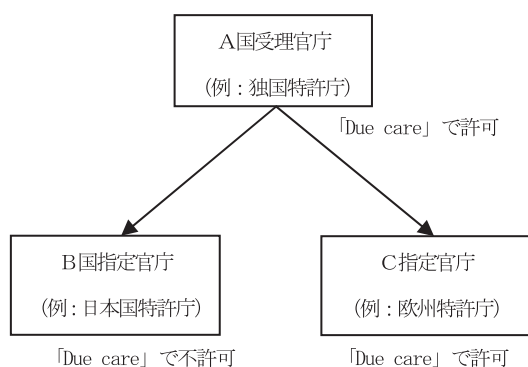 A国受理官庁
（例：独国特許庁）
「Due care」で許可
B国指定官庁
（例：日本国特許庁）
「Due care」で不許可
C指定官庁
（例：欧州特許庁）
「Due care」で許可